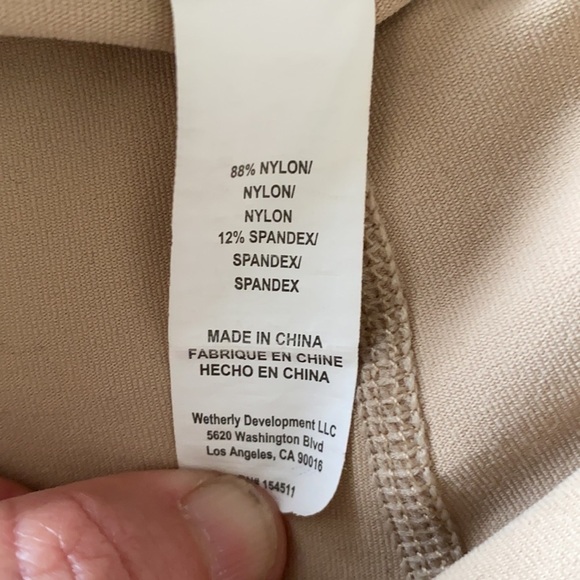 88% NYLON/
NYLON/
NYLON
12% SPANDEX/
SPANDEX/
SPANDEX
MADE IN CHINA
FABRIQUE EN CHINE
HECHO EN CHINA
Wetherly Development LLC
5620 Washington Blvd
Los Angeles, CA 90016
154511